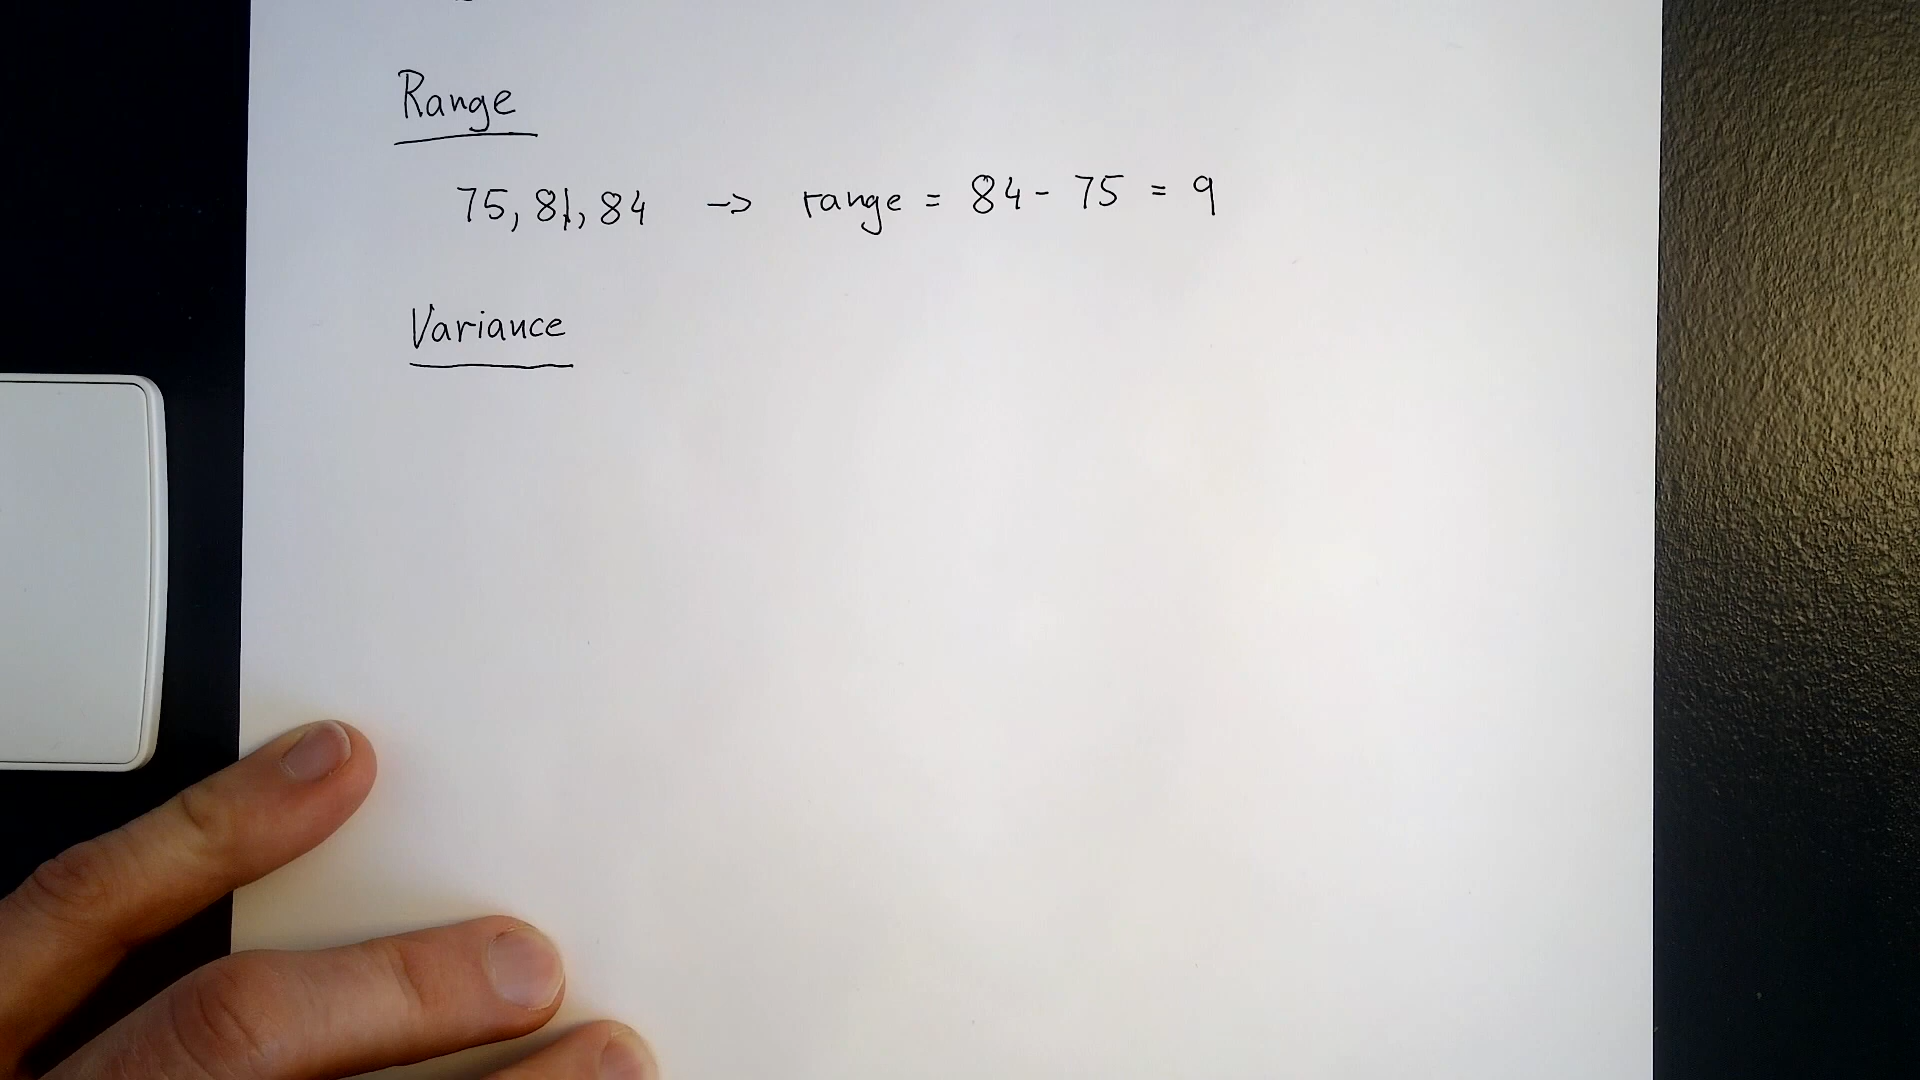 Range
75, 81, 84 -> range = 84 - 75 = 9
Variance